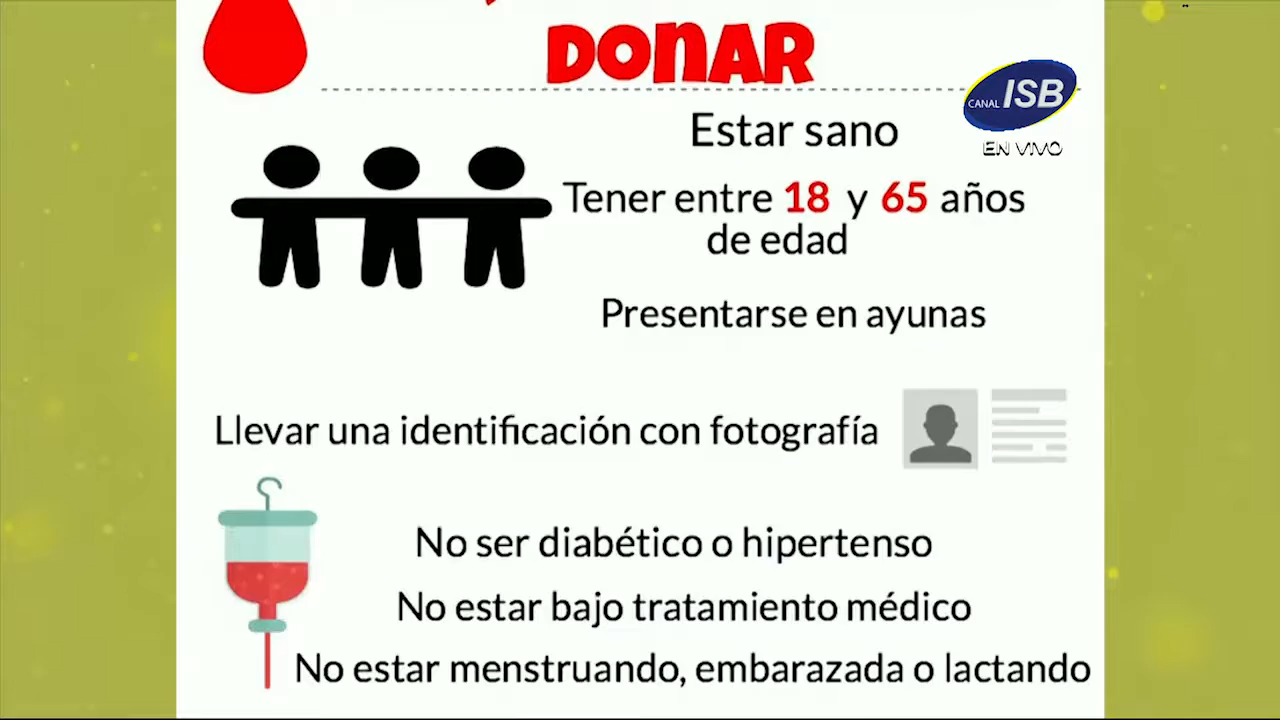 DONAR
CANAL ISB
EN VIVO
Estar sano
Tener entre 18 y 65 años
de edad
Presentarse en ayunas
Llevar una identificación con fotografía
No ser diabético o hipertenso
No estar bajo tratamiento médico
No estar menstruando, embarazada o lactando